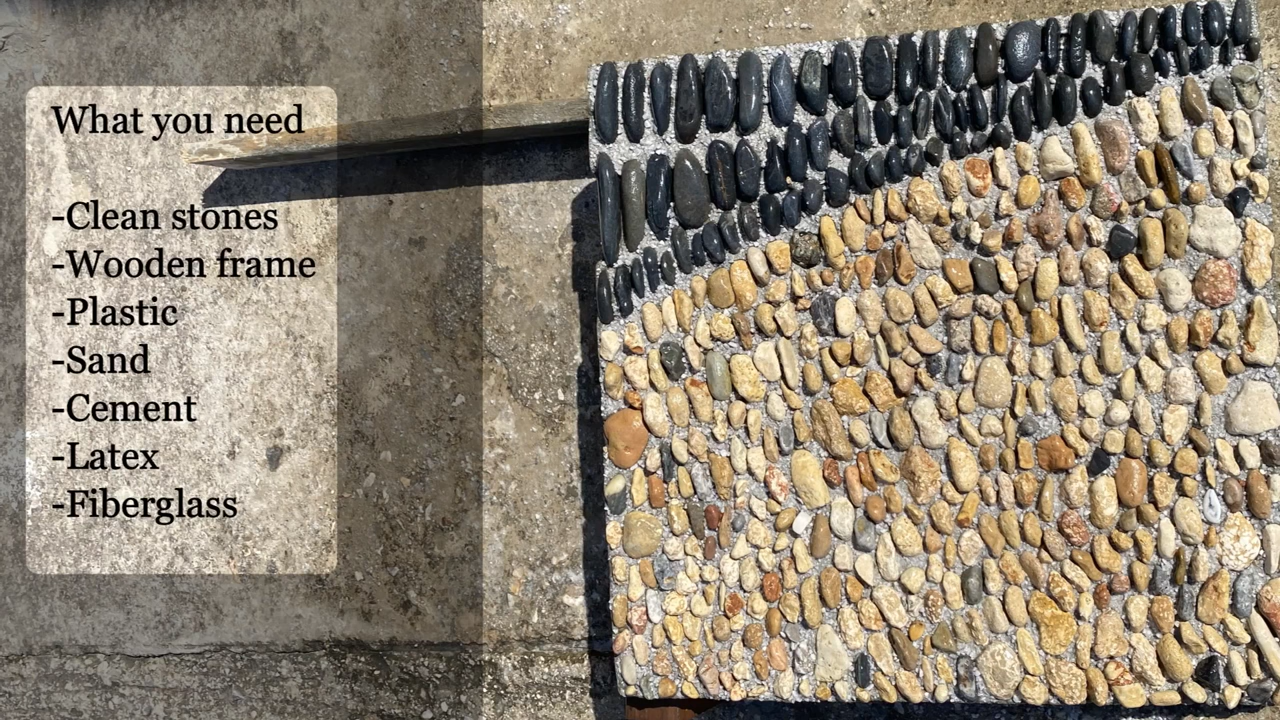 What you need
-Clean stones
-Wooden frame
-Plastic
-Sand
-Cement
-Latex
-Fiberglass